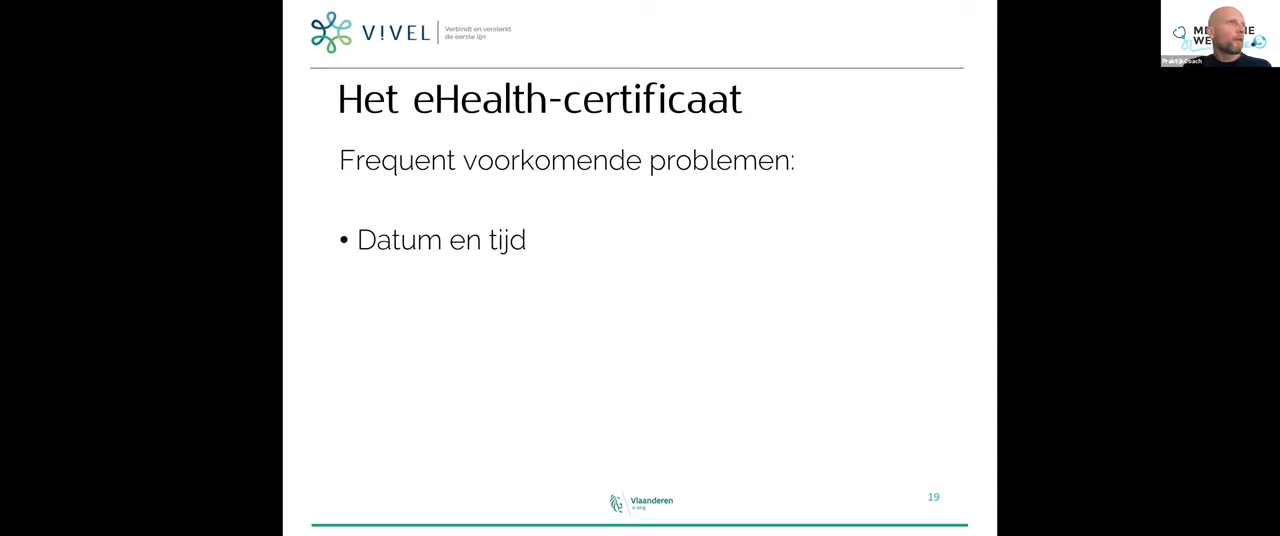 V!VEL
Verbindt en versterkt
de eerste lijn
Het eHealth-certificaat
Frequent voorkomende problemen:
• Datum en tijd
Vlaanderen
is zorg
19
PraktijkCoach